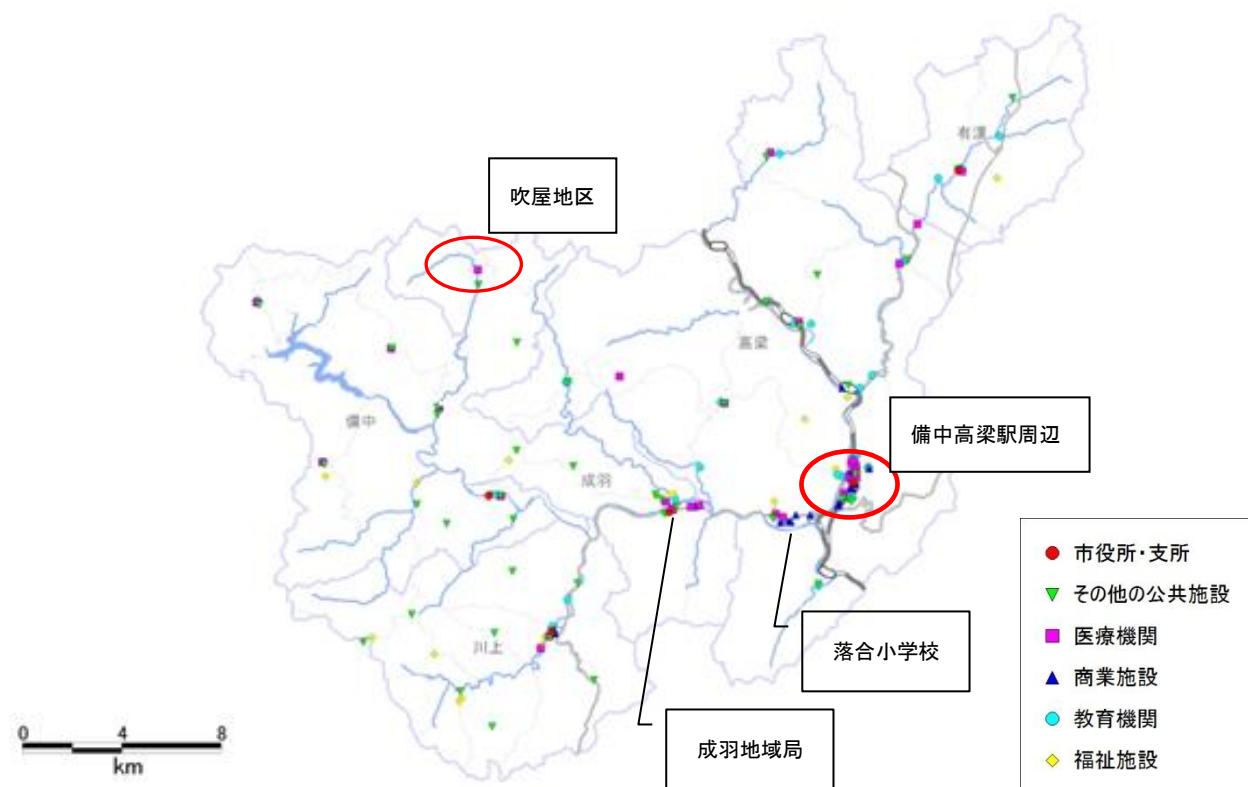 有漢
吹屋地区
高梁
備中高梁駅周辺
備中
成羽
市役所・支所
その他の公共施設
医療機関
落合小学校
川上
商業施設
教育機関
0 4 8
成羽地域局
福祉施設
km